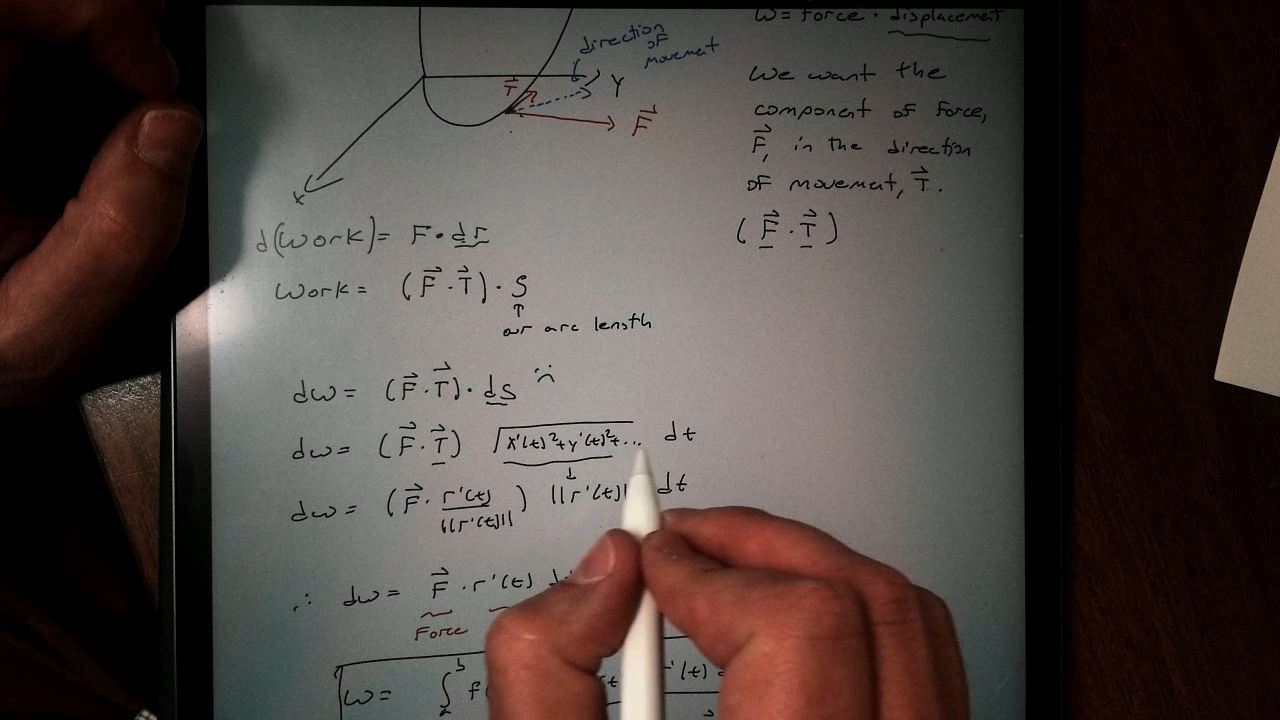 W = Force · displacement
direction
of
movement
T⃗
Y
F⃗
X
We want the
component of force,
F⃗, in the direction
of movement, T⃗.
(F⃗ · T⃗)
d(Work) = F · dr
Work = (F⃗ · T⃗) · S
↑
our arc length
dw = (F⃗ · T⃗) · ds
dw = (F⃗ · T⃗) √(x'(t)²+y'(t)²+...) dt
↓
dw = (F⃗ · r'(t)/||r'(t)||) ||r'(t)|| dt
∴ dw = F⃗ · r'(t)
Force
W = ∫